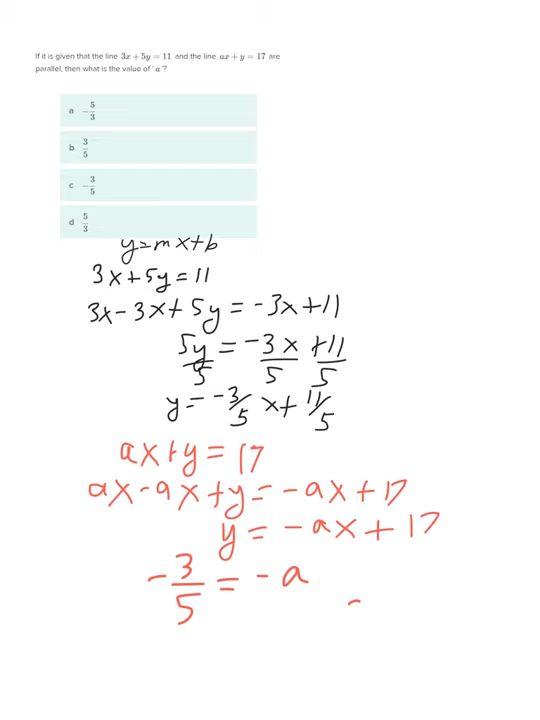 If it is given that the line 3x + 5y = 11 and the line ax + y = 17 are
parallel, then what is the value of ' a '?
a -5/3
b 3/5
c -3/5
d 5/3
y = mx + b
3x + 5y = 11
3x - 3x + 5y = -3x + 11
5y/5 = -3x/5 +11/5
y = -3/5 x + 11/5
ax + y = 17
ax - ax + y = - ax + 17
y = - ax + 17
-3/5 = - a
-